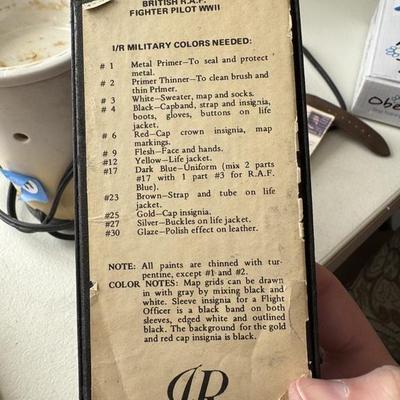 BRITISH R.A.F.
FIGHTER PILOT WWII
I/R MILITARY COLORS NEEDED:
# 1 Metal Primer—To seal and protect
metal.
# 2 Primer Thinner—To clean brush and
thin Primer.
# 3 White—Sweater, map and socks.
# 4 Black—Capband, strap and insignia,
boots, gloves, buttons on life
jacket.
# 6 Red—Cap crown insignia, map
markings.
# 9 Flesh—Face and hands.
#12 Yellow—Life jacket.
#17 Dark Blue—Uniform (mix 2 parts
#17 with 1 part #3 for R.A.F.
Blue).
#23 Brown—Strap and tube on life
jacket.
#25 Gold—Cap insignia.
#27 Silver—Buckles on life jacket.
#30 Glaze—Polish effect on leather.
NOTE: All paints are thinned with tur-
pentine, except #1 and #2.
COLOR NOTES: Map grids can be drawn
in with gray by mixing black and
white. Sleeve insignia for a Flight
Officer is a black band on both
sleeves, edged white and outlined
black. The background for the gold
and red cap insignia is black.
I/R